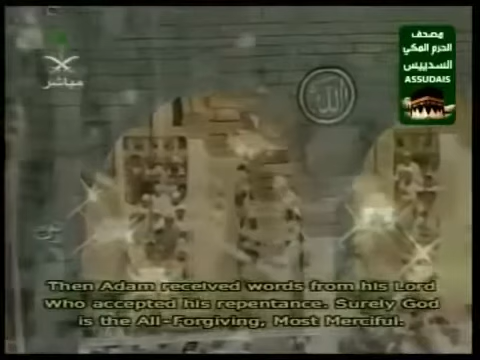 مصحف
الحرم المكي
السديس
ASSUDAIS
مباشر
الله
Then Adam received words from his Lord
Who accepted his repentance. Surely God
is the All-Forgiving, Most Merciful.